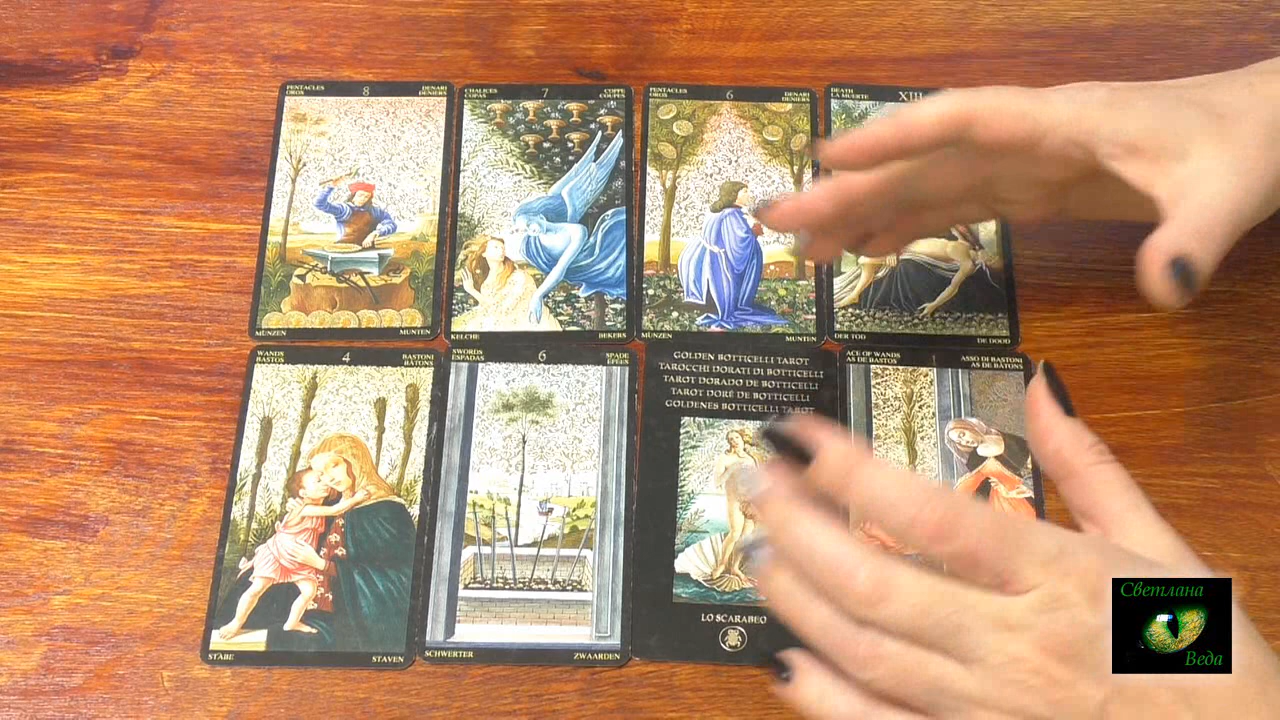 PENTACLES
OROS
8
DENARI
DENIERS
MÜNZEN
MUNTEN
CHALICES
COPAS
7
COPPE
COUPES
KELCHE
BEKERS
PENTACLES
OROS
6
DENARI
DENIERS
MÜNZEN
MUNTEN
DEATH
LA MUERTE
XIII
DER TOD
DE DOOD
WANDS
BASTOS
4
BASTONI
BÂTONS
STÄBE
STAVEN
SWORDS
ESPADAS
6
SPADE
EPÉES
SCHWERTER
ZWAARDEN
GOLDEN BOTTICELLI TAROT
TAROCCHI DORATI DI BOTTICELLI
TAROT DORADO DE BOTTICELLI
TAROT DORÉ DE BOTTICELLI
GOLDENES BOTTICELLI TAROT
LO SCARABEO
ACE OF WANDS
AS DE BASTOS
ASSO DI BASTONI
AS DE BÂTONS
Светлана
Веда